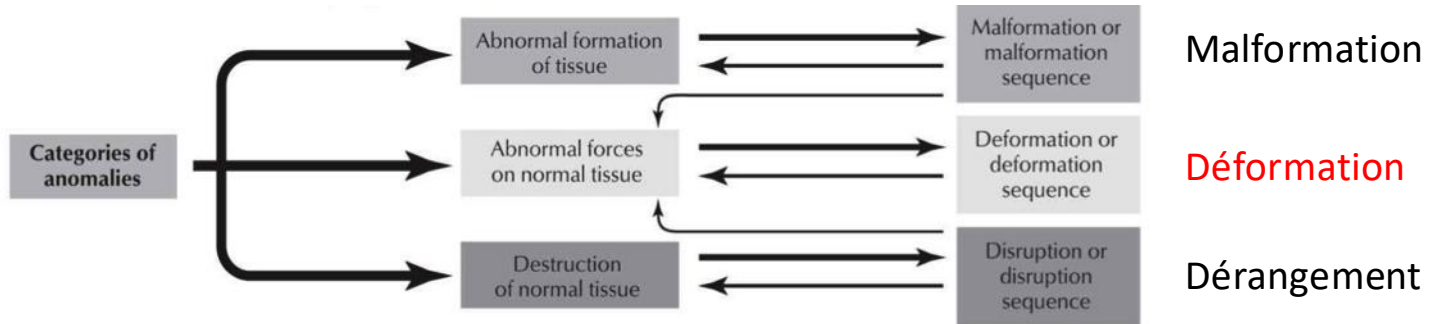 Categories of
anomalies
Abnormal formation
of tissue
Malformation or
malformation
sequence
Malformation
Abnormal forces
on normal tissue
Deformation or
deformation
sequence
Déformation
Destruction
of normal tissue
Disruption or
disruption
sequence
Dérangement